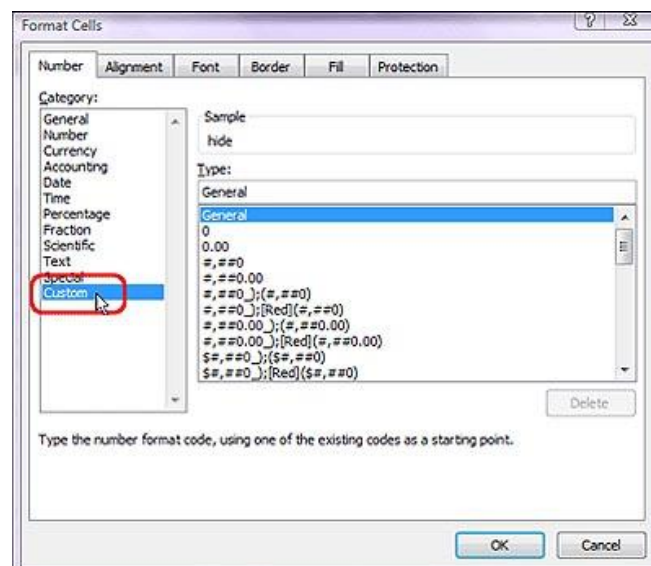 Format Cells
Number Alignment Font Border Fill Protection
Category:
General
Number
Currency
Accounting
Date
Time
Percentage
Fraction
Scientific
Text
Special
Custom
Sample
hide
Type:
General
General
0
0.00
#,##0
#,##0.00
#,##0_);(#,##0)
#,##0_);[Red](#,##0)
#,##0.00_);(#,##0.00)
#,##0.00_);[Red](#,##0.00)
$#,##0_);($#,##0)
$#,##0_);[Red]($#,##0)
Delete
Type the number format code, using one of the existing codes as a starting point.
OK Cancel